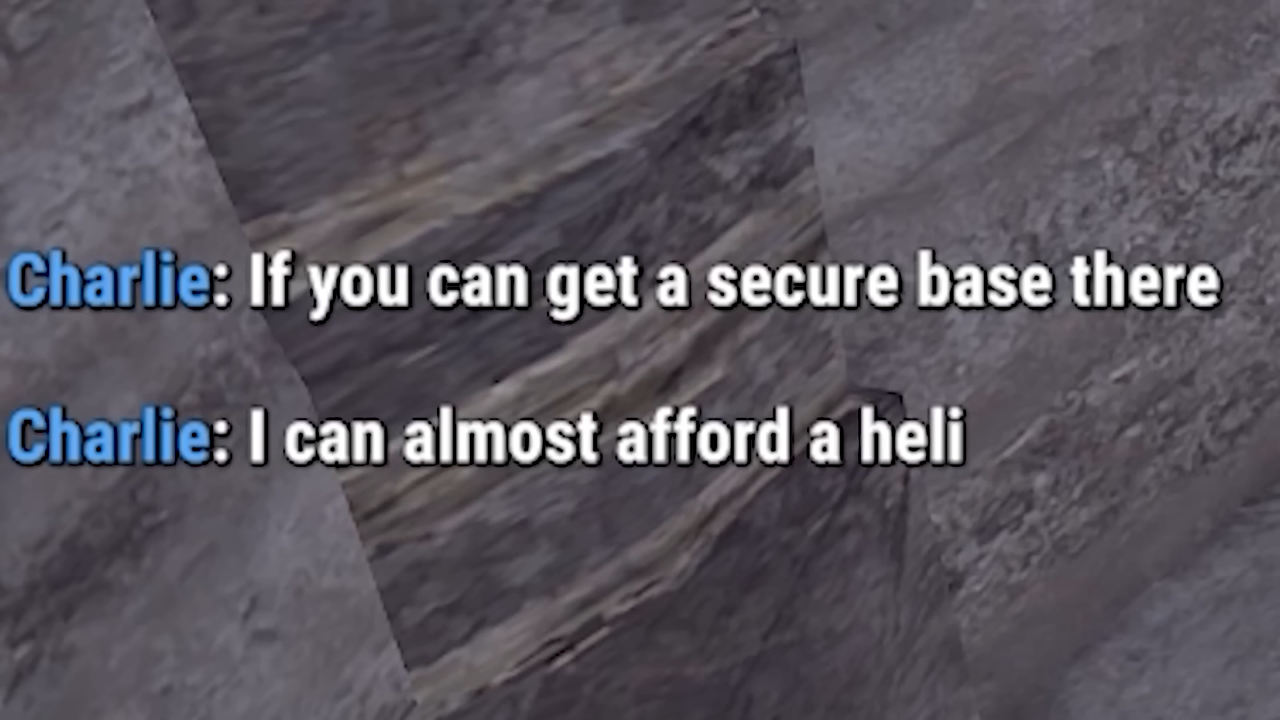 Charlie: If you can get a secure base there
Charlie: I can almost afford a heli